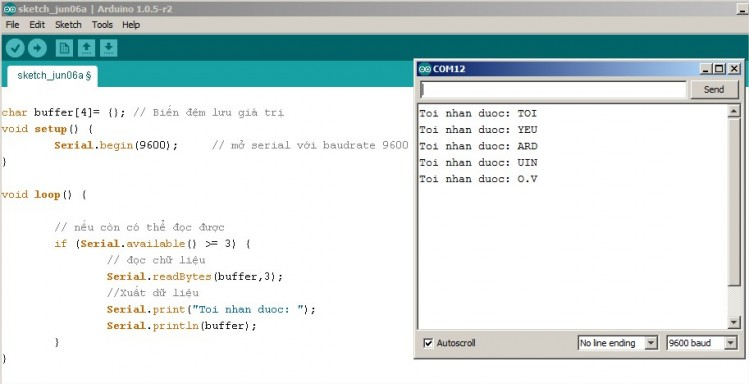 sketch_jun06a | Arduino 1.0.5-r2
File Edit Sketch Tools Help
sketch_jun06a §
char buffer[4]= {}; // Biến đệm lưu giá trị
void setup() {
Serial.begin(9600); // mở serial với baudrate 9600
}
void loop() {
// nếu còn có thể đọc được
if (Serial.available() >= 3) {
// đọc chữ liệu
Serial.readBytes(buffer,3);
//Xuất dữ liệu
Serial.print("Toi nhan duoc: ");
Serial.println(buffer);
}
}
COM12
Send
Toi nhan duoc: TOI
Toi nhan duoc: YEU
Toi nhan duoc: ARD
Toi nhan duoc: UIN
Toi nhan duoc: O.V
Autoscroll
No line ending
9600 baud